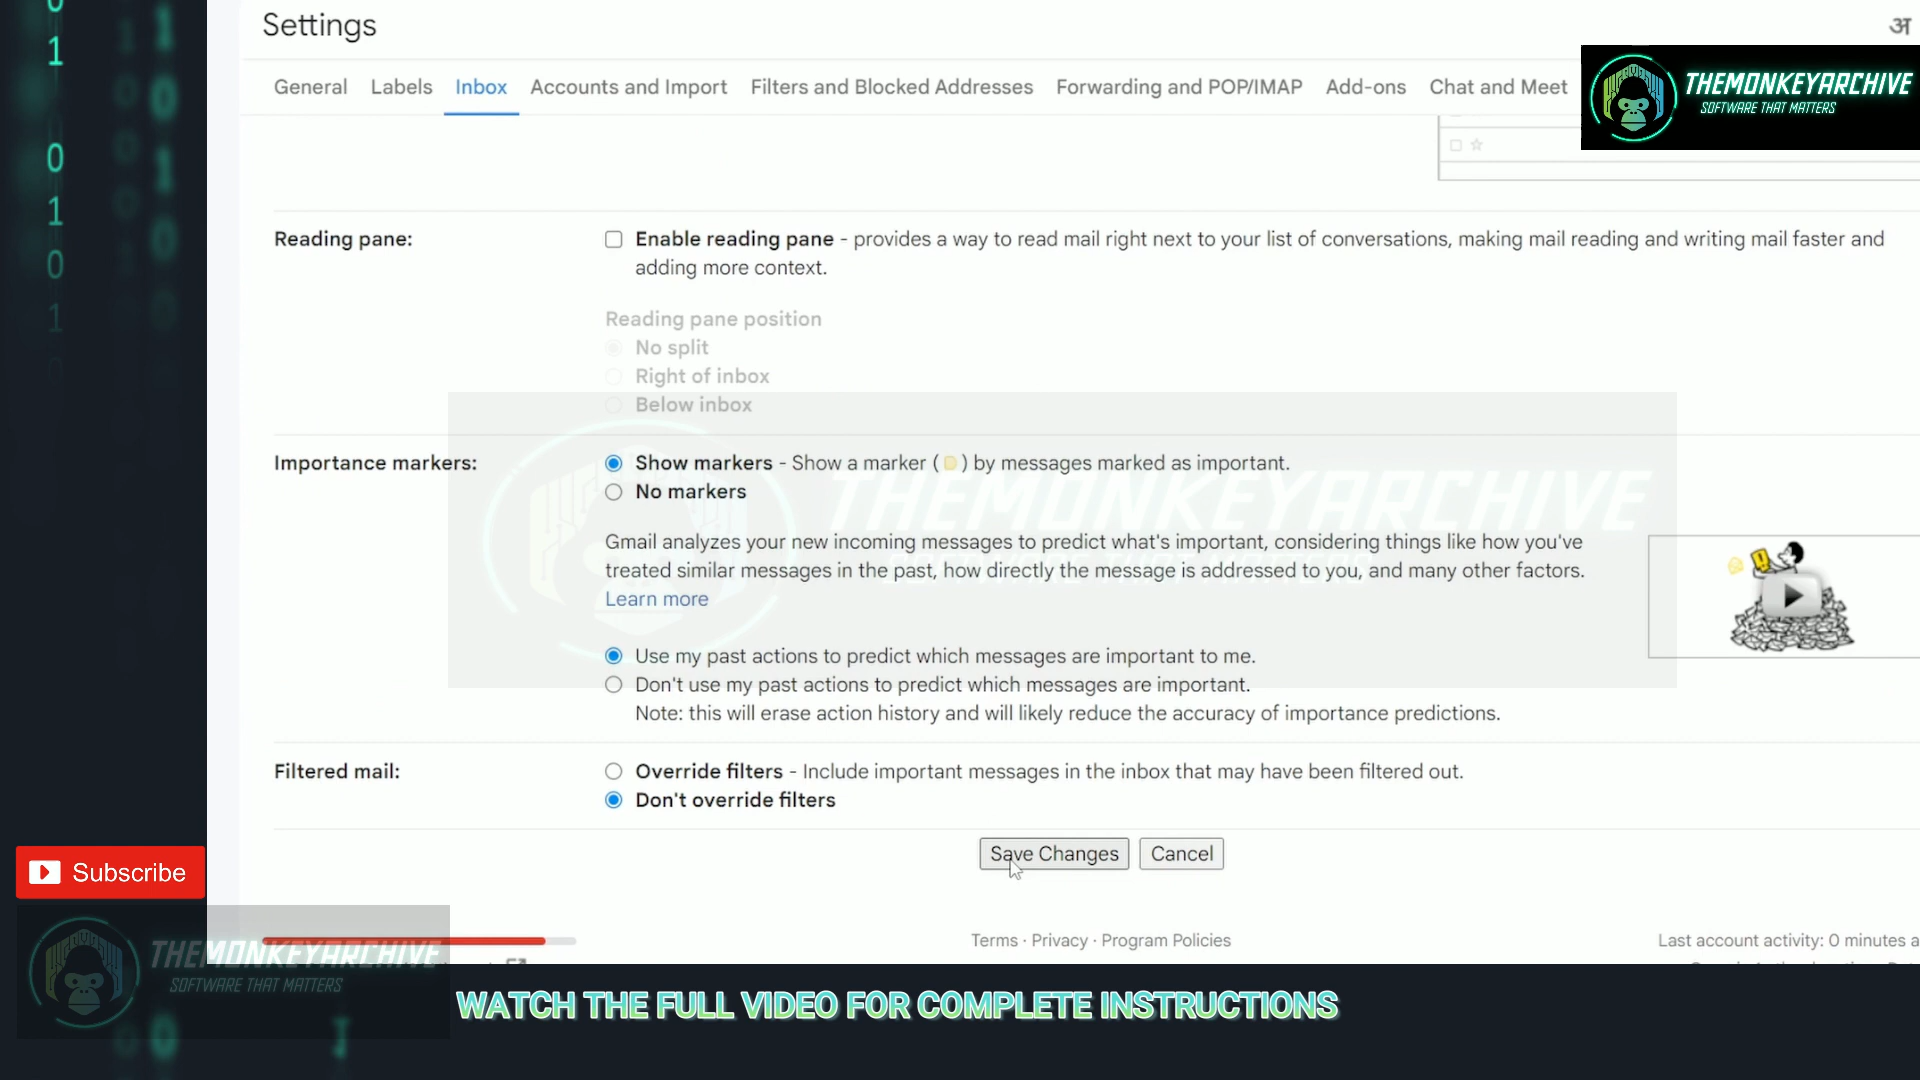 Settings
अ
General Labels Inbox Accounts and Import Filters and Blocked Addresses Forwarding and POP/IMAP Add-ons Chat and Meet
THEMONKEYARCHIVE
SOFTWARE THAT MATTERS
Reading pane:
Enable reading pane - provides a way to read mail right next to your list of conversations, making mail reading and writing mail faster and
adding more context.
Reading pane position
No split
Right of inbox
Below inbox
Importance markers:
Show markers - Show a marker ( ) by messages marked as important.
No markers
THEMONKEYARCHIVE
SOFTWARE THAT MATTERS
Gmail analyzes your new incoming messages to predict what's important, considering things like how you've
treated similar messages in the past, how directly the message is addressed to you, and many other factors.
Learn more
Use my past actions to predict which messages are important to me.
Don't use my past actions to predict which messages are important.
Note: this will erase action history and will likely reduce the accuracy of importance predictions.
Filtered mail:
Override filters - Include important messages in the inbox that may have been filtered out.
Don't override filters
Save Changes Cancel
Subscribe
Terms · Privacy · Program Policies
Last account activity: 0 minutes a
THEMONKEYARCHIVE
SOFTWARE THAT MATTERS
WATCH THE FULL VIDEO FOR COMPLETE INSTRUCTIONS